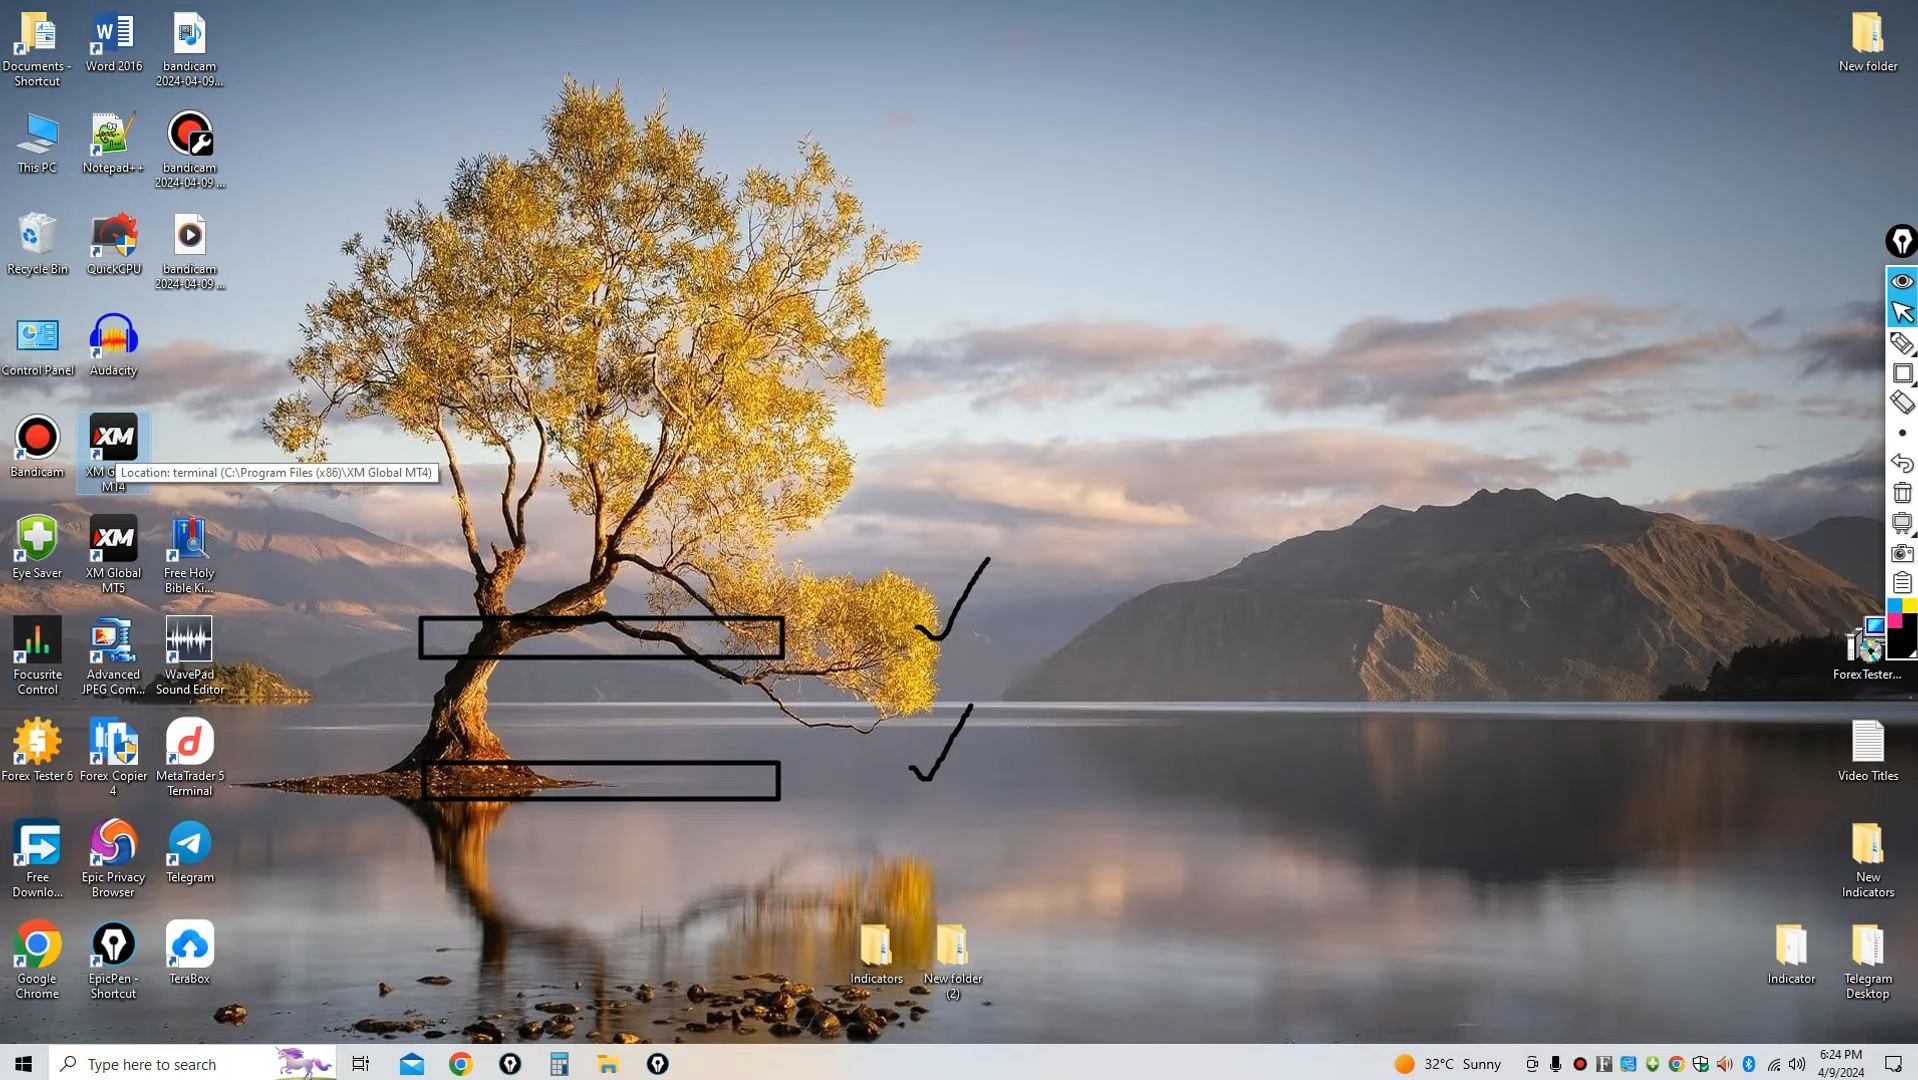 Documents -
Shortcut
Word 2016
bandicam
2024-04-09...
New folder
This PC
Notepad++
bandicam
2024-04-09 ...
Recycle Bin
QuickCPU
bandicam
2024-04-09 ...
Control Panel
Audacity
Bandicam
XM
XM G
MT4
Location: terminal (C:\Program Files (x86)\XM Global MT4)
Eye Saver
XM
XM Global
MT5
Free Holy
Bible Ki...
Focusrite
Control
Advanced
JPEG Com...
WavePad
Sound Editor
ForexTester...
Forex Tester 6
Forex Copier
4
MetaTrader 5
Terminal
Video Titles
Free
Downlo...
Epic Privacy
Browser
Telegram
New
Indicators
Google
Chrome
EpicPen -
Shortcut
TeraBox
Indicators
New folder
(2)
Indicator
Telegram
Desktop
Type here to search
32°C Sunny
6:24 PM
4/9/2024